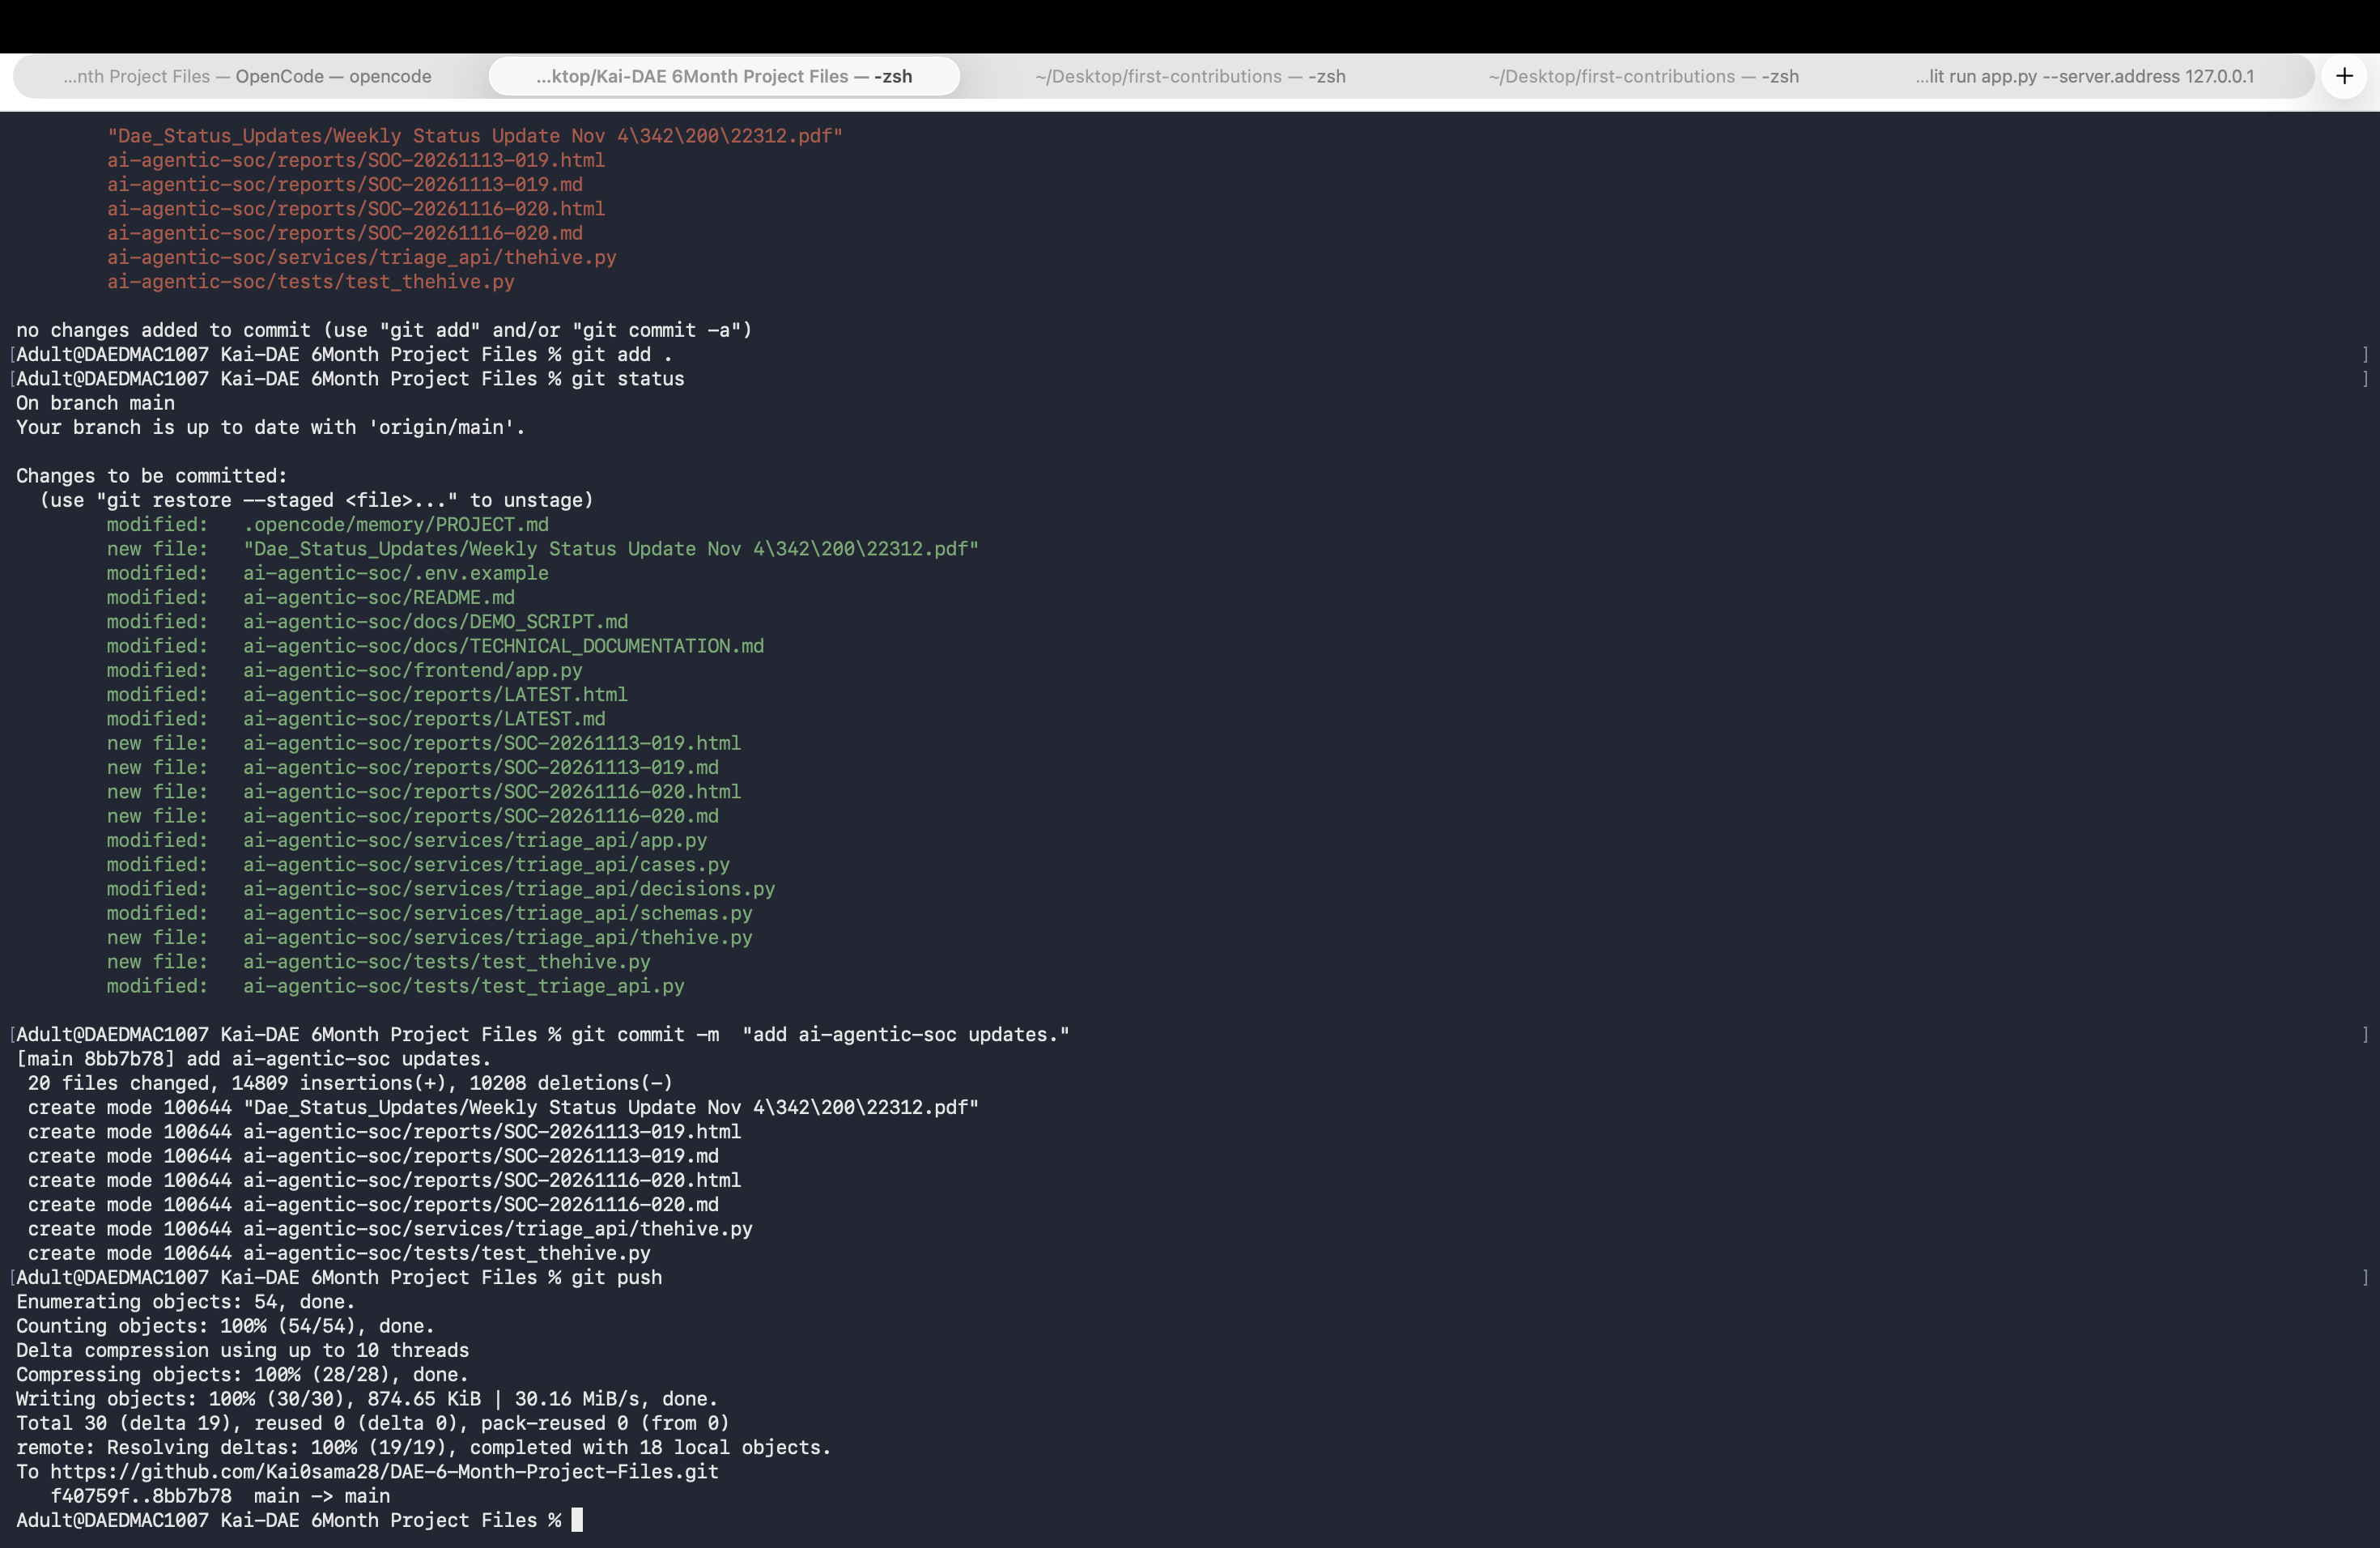 ...nth Project Files — OpenCode — opencode
...ktop/Kai-DAE 6Month Project Files — -zsh
~/Desktop/first-contributions — -zsh
~/Desktop/first-contributions — -zsh
...lit run app.py --server.address 127.0.0.1
+
"Dae_Status_Updates/Weekly Status Update Nov 4\342\200\22312.pdf"
ai-agentic-soc/reports/SOC-20261113-019.html
ai-agentic-soc/reports/SOC-20261113-019.md
ai-agentic-soc/reports/SOC-20261116-020.html
ai-agentic-soc/reports/SOC-20261116-020.md
ai-agentic-soc/services/triage_api/thehive.py
ai-agentic-soc/tests/test_thehive.py
no changes added to commit (use "git add" and/or "git commit -a")
[Adult@DAEDMAC1007 Kai-DAE 6Month Project Files % git add . ]
[Adult@DAEDMAC1007 Kai-DAE 6Month Project Files % git status ]
On branch main
Your branch is up to date with 'origin/main'.
Changes to be committed:
(use "git restore --staged <file>..." to unstage)
modified: .opencode/memory/PROJECT.md
new file: "Dae_Status_Updates/Weekly Status Update Nov 4\342\200\22312.pdf"
modified: ai-agentic-soc/.env.example
modified: ai-agentic-soc/README.md
modified: ai-agentic-soc/docs/DEMO_SCRIPT.md
modified: ai-agentic-soc/docs/TECHNICAL_DOCUMENTATION.md
modified: ai-agentic-soc/frontend/app.py
modified: ai-agentic-soc/reports/LATEST.html
modified: ai-agentic-soc/reports/LATEST.md
new file: ai-agentic-soc/reports/SOC-20261113-019.html
new file: ai-agentic-soc/reports/SOC-20261113-019.md
new file: ai-agentic-soc/reports/SOC-20261116-020.html
new file: ai-agentic-soc/reports/SOC-20261116-020.md
modified: ai-agentic-soc/services/triage_api/app.py
modified: ai-agentic-soc/services/triage_api/cases.py
modified: ai-agentic-soc/services/triage_api/decisions.py
modified: ai-agentic-soc/services/triage_api/schemas.py
new file: ai-agentic-soc/services/triage_api/thehive.py
new file: ai-agentic-soc/tests/test_thehive.py
modified: ai-agentic-soc/tests/test_triage_api.py
[Adult@DAEDMAC1007 Kai-DAE 6Month Project Files % git commit -m  "add ai-agentic-soc updates." ]
[main 8bb7b78] add ai-agentic-soc updates.
20 files changed, 14809 insertions(+), 10208 deletions(-)
create mode 100644 "Dae_Status_Updates/Weekly Status Update Nov 4\342\200\22312.pdf"
create mode 100644 ai-agentic-soc/reports/SOC-20261113-019.html
create mode 100644 ai-agentic-soc/reports/SOC-20261113-019.md
create mode 100644 ai-agentic-soc/reports/SOC-20261116-020.html
create mode 100644 ai-agentic-soc/reports/SOC-20261116-020.md
create mode 100644 ai-agentic-soc/services/triage_api/thehive.py
create mode 100644 ai-agentic-soc/tests/test_thehive.py
[Adult@DAEDMAC1007 Kai-DAE 6Month Project Files % git push ]
Enumerating objects: 54, done.
Counting objects: 100% (54/54), done.
Delta compression using up to 10 threads
Compressing objects: 100% (28/28), done.
Writing objects: 100% (30/30), 874.65 KiB | 30.16 MiB/s, done.
Total 30 (delta 19), reused 0 (delta 0), pack-reused 0 (from 0)
remote: Resolving deltas: 100% (19/19), completed with 18 local objects.
To https://github.com/Kai0sama28/DAE-6-Month-Project-Files.git
f40759f..8bb7b78  main -> main
Adult@DAEDMAC1007 Kai-DAE 6Month Project Files %